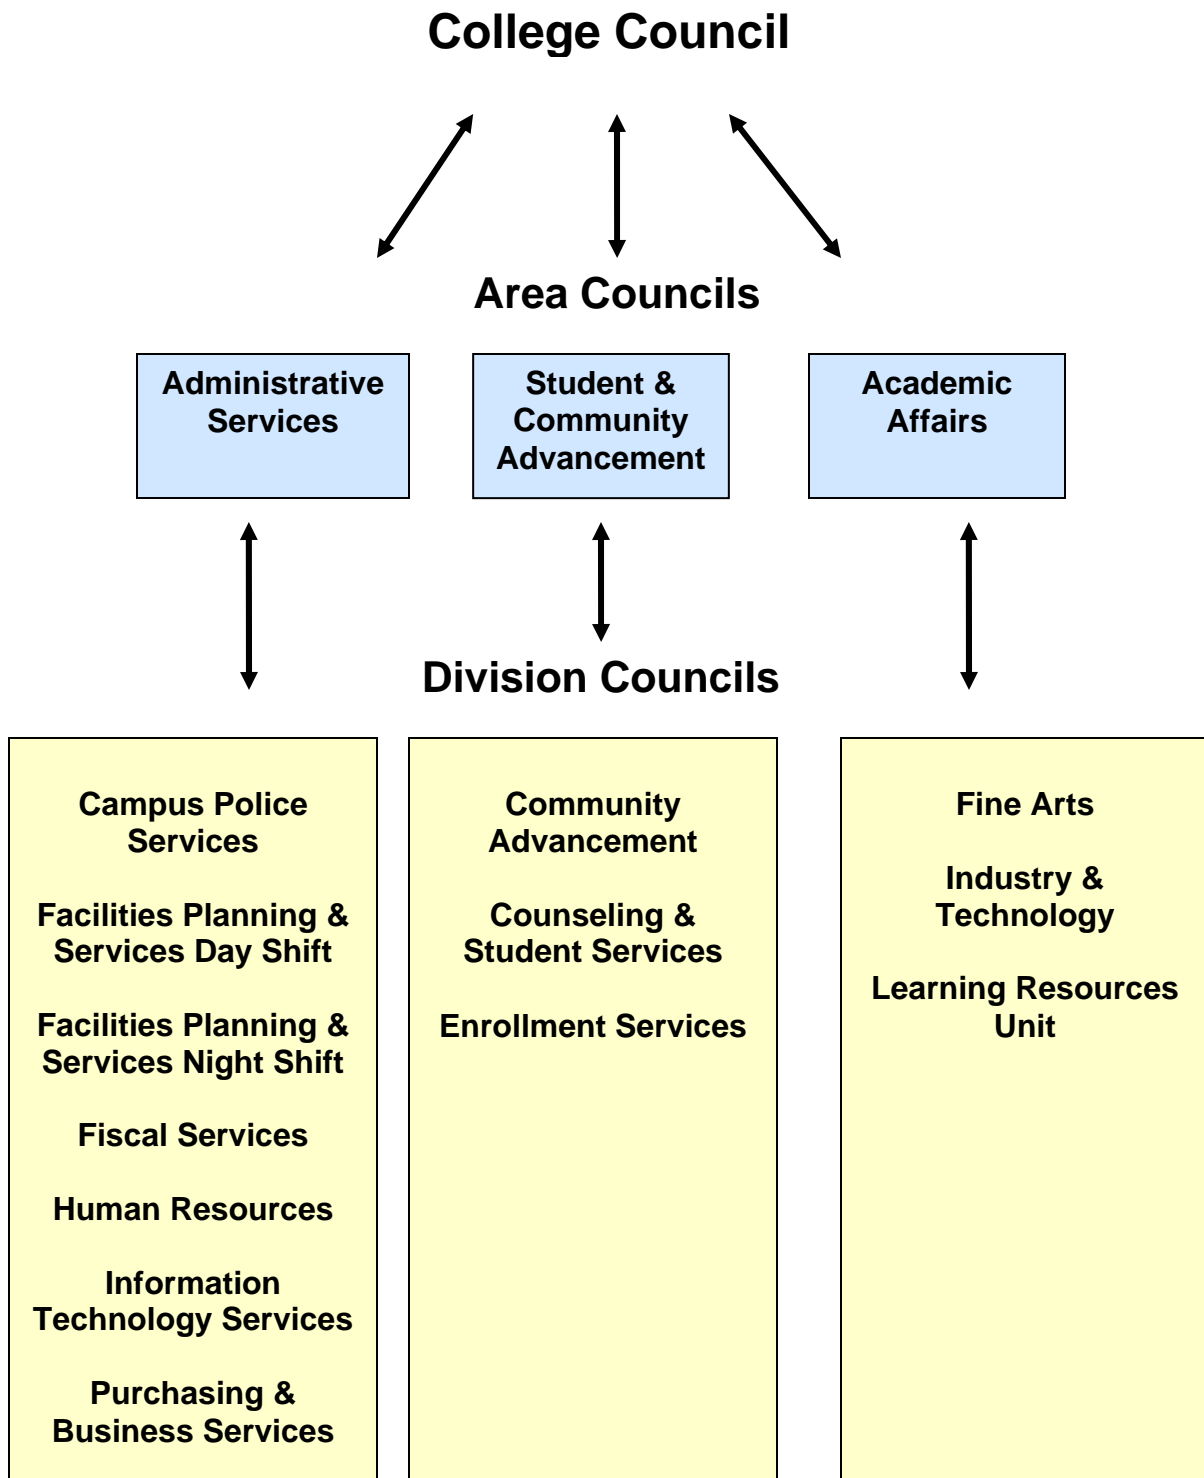 College Council
Area Councils
Administrative
Services
Student &
Community
Advancement
Academic
Affairs
Division Councils
Campus Police
Services
Facilities Planning &
Services Day Shift
Facilities Planning &
Services Night Shift
Fiscal Services
Human Resources
Information
Technology Services
Purchasing &
Business Services
Community
Advancement
Counseling &
Student Services
Enrollment Services
Fine Arts
Industry &
Technology
Learning Resources
Unit